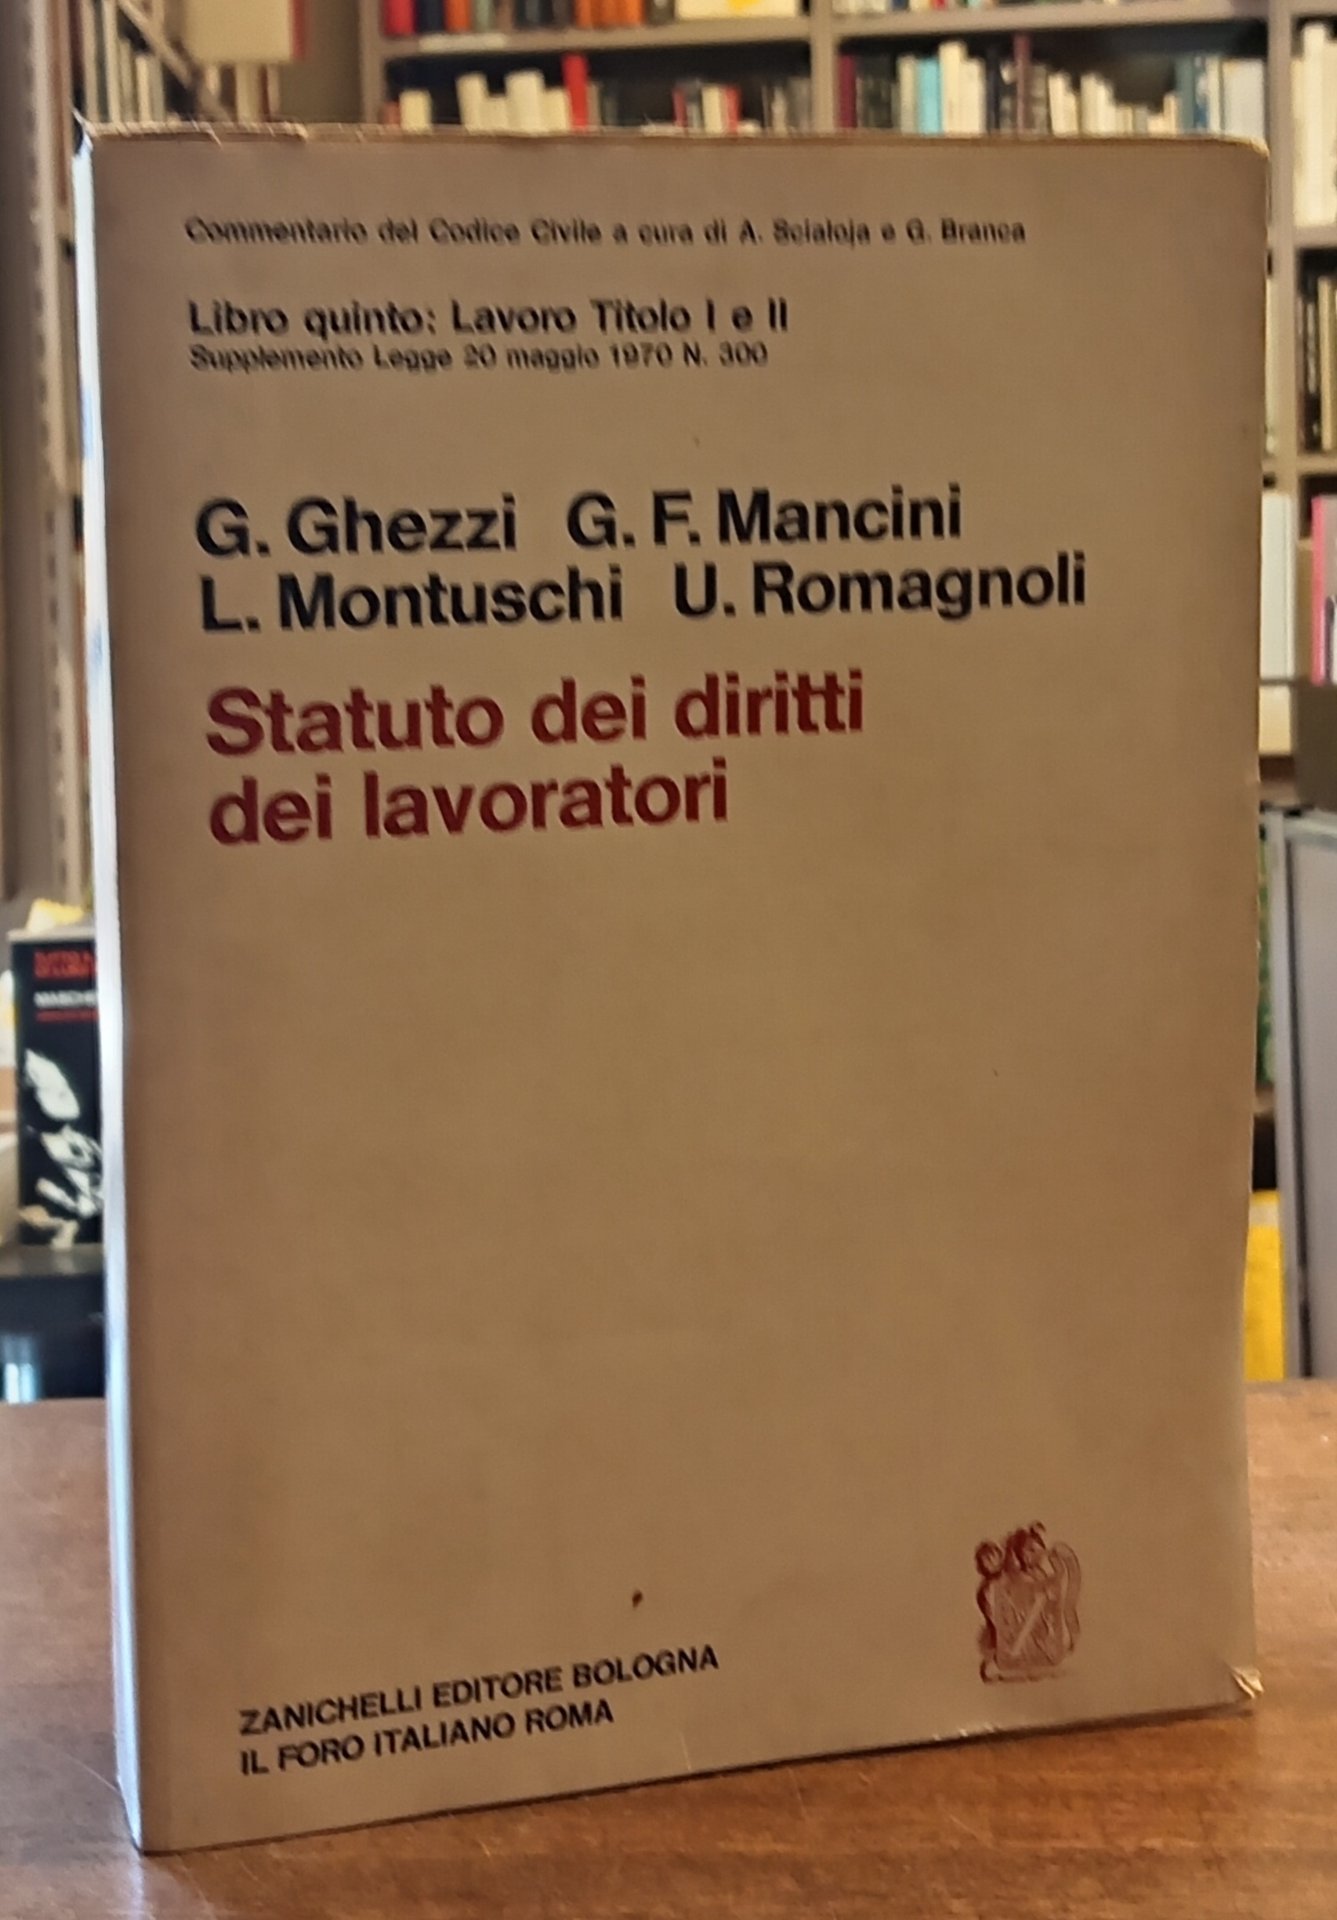 Commentario del Codice Civile a cura di A. Scialoja e G. Branca
Libro quinto: Lavoro Titolo I e II
Supplemento Legge 20 maggio 1970 N. 300
G. Ghezzi G. F. Mancini
L. Montuschi U. Romagnoli
Statuto dei diritti
dei lavoratori
ZANICHELLI EDITORE BOLOGNA
IL FORO ITALIANO ROMA